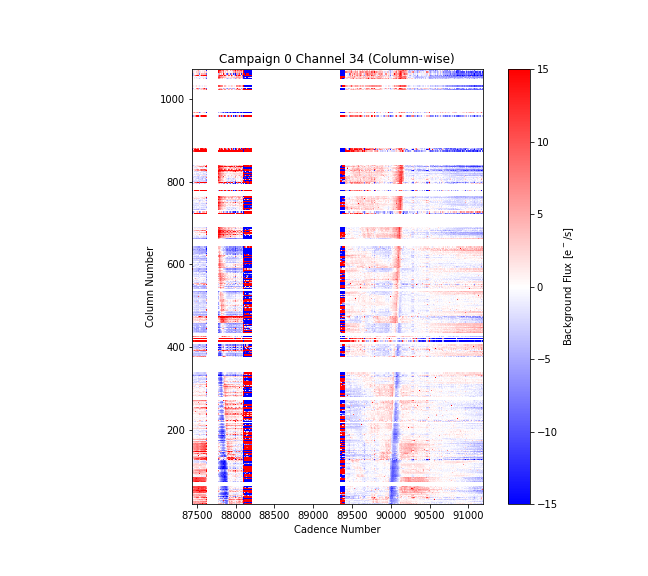 Campaign 0 Channel 34 (Column-wise)
1000
800
600
400
200
Column Number
87500 88000 88500 89000 89500 90000 90500 91000
Cadence Number
15
10
5
0
−5
−10
−15
Background Flux [e⁻/s]